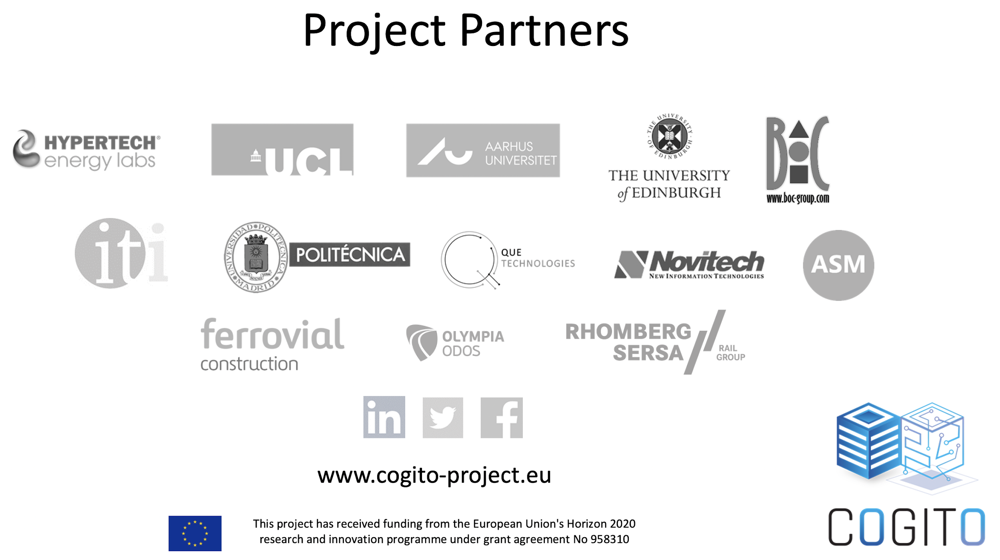 Project Partners
HYPERTECH®
energy labs
UCL
AARHUS
UNIVERSITET
THE UNIVERSITY OF EDINBURGH
THE UNIVERSITY
of EDINBURGH
BOC
www.boc-group.com
iti
UNIVERSIDAD POLITECNICA MADRID
POLITÉCNICA
QUE
TECHNOLOGIES
Novitech
NEW INFORMATION TECHNOLOGIES
ASM
ferrovial
construction
OLYMPIA
ODOS
RHOMBERG
SERSA
RAIL
GROUP
in
f
www.cogito-project.eu
This project has received funding from the European Union's Horizon 2020
research and innovation programme under grant agreement No 958310
COGITO